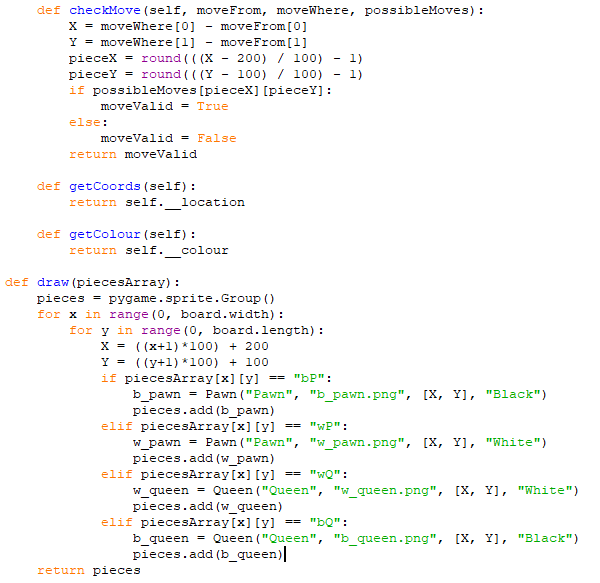 def checkMove(self, moveFrom, moveWhere, possibleMoves):
        X = moveWhere[0] - moveFrom[0]
        Y = moveWhere[1] - moveFrom[1]
        pieceX = round(((X - 200) / 100) - 1)
        pieceY = round(((Y - 100) / 100) - 1)
        if possibleMoves[pieceX][pieceY]:
            moveValid = True
        else:
            moveValid = False
        return moveValid

    def getCoords(self):
        return self.__location

    def getColour(self):
        return self.__colour

def draw(piecesArray):
    pieces = pygame.sprite.Group()
    for x in range(0, board.width):
        for y in range(0, board.length):
            X = ((x+1)*100) + 200
            Y = ((y+1)*100) + 100
            if piecesArray[x][y] == "bP":
                b_pawn = Pawn("Pawn", "b_pawn.png", [X, Y], "Black")
                pieces.add(b_pawn)
            elif piecesArray[x][y] == "wP":
                w_pawn = Pawn("Pawn", "w_pawn.png", [X, Y], "White")
                pieces.add(w_pawn)
            elif piecesArray[x][y] == "wQ":
                w_queen = Queen("Queen", "w_queen.png", [X, Y], "White")
                pieces.add(w_queen)
            elif piecesArray[x][y] == "bQ":
                b_queen = Queen("Queen", "b_queen.png", [X, Y], "Black")
                pieces.add(b_queen)
    return pieces